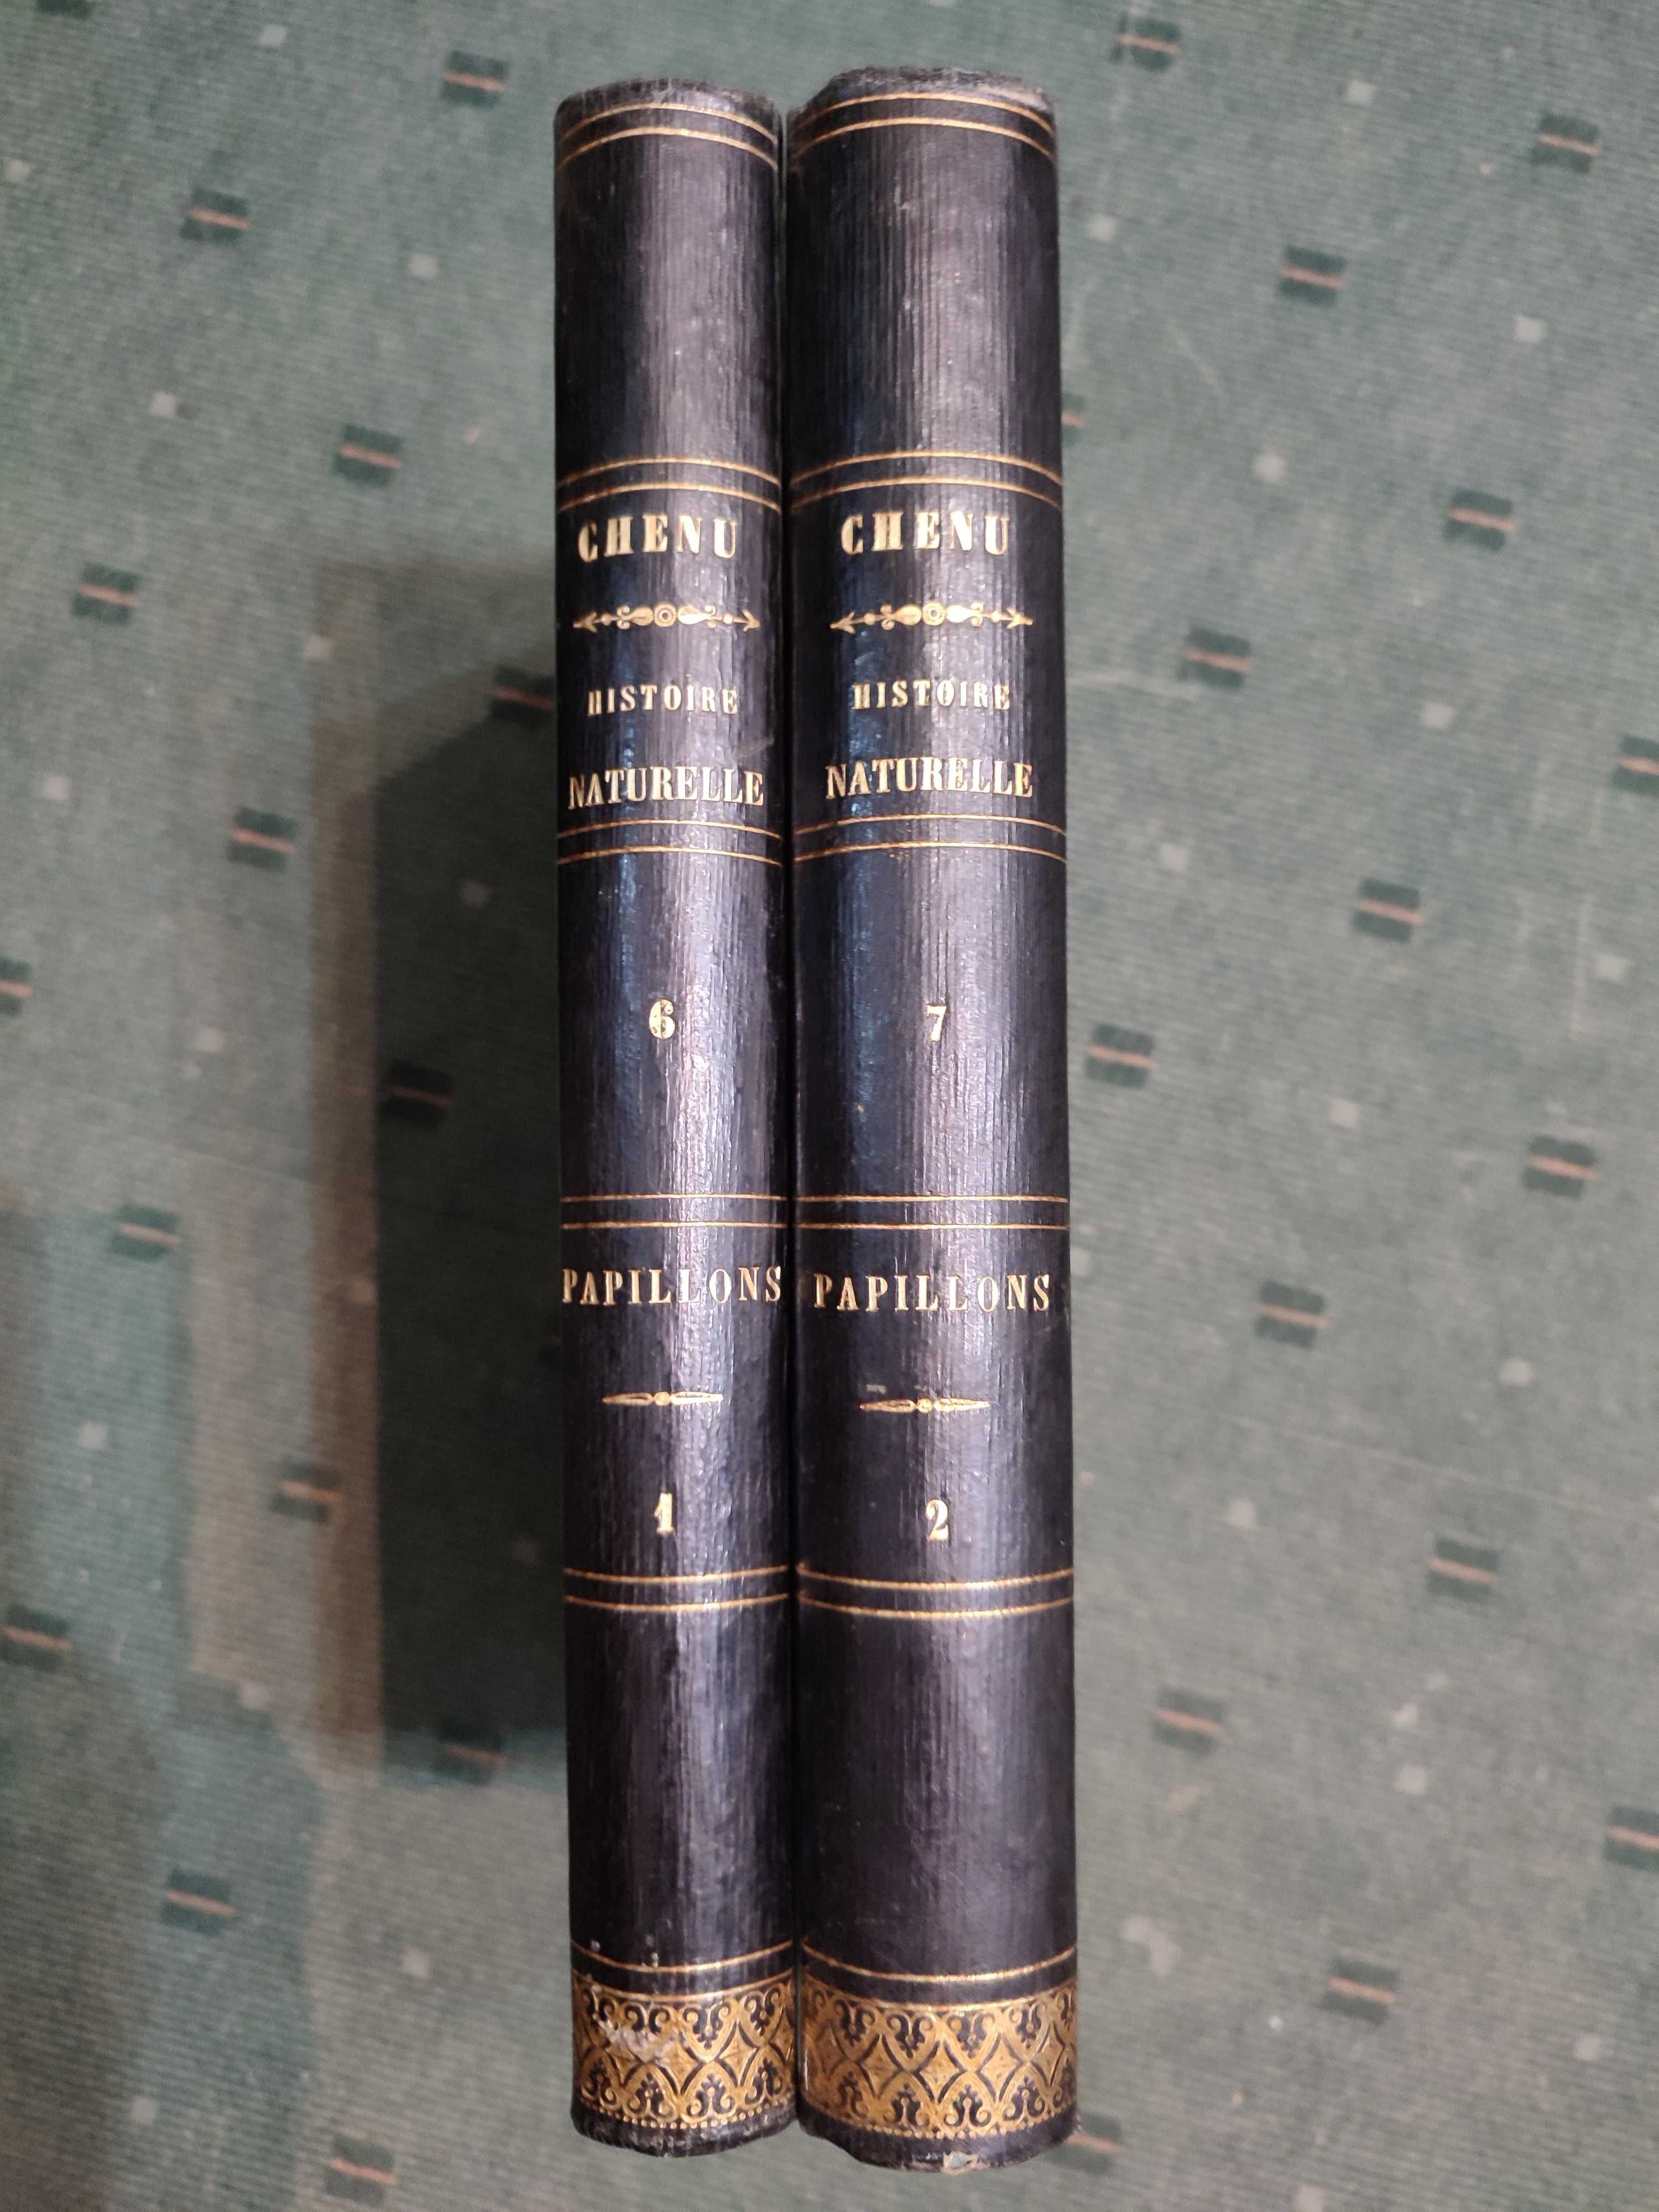 CHENU
HISTOIRE
NATURELLE
6
PAPILLONS
1
CHENU
HISTOIRE
NATURELLE
7
PAPILLONS
2